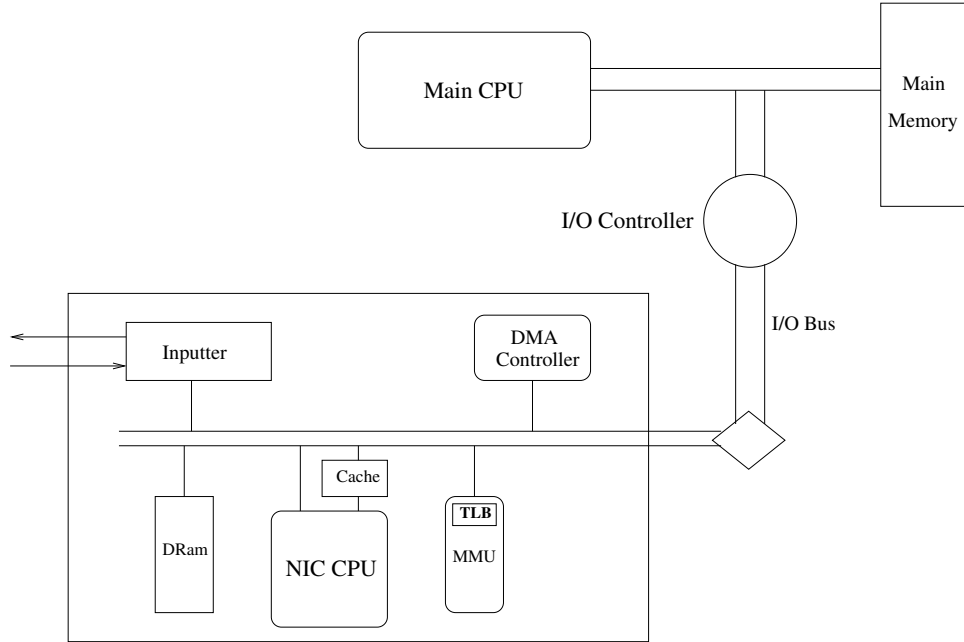 Main CPU
Main
Memory
I/O Controller
I/O Bus
Inputter
DMA
Controller
Cache
DRam
NIC CPU
TLB
MMU